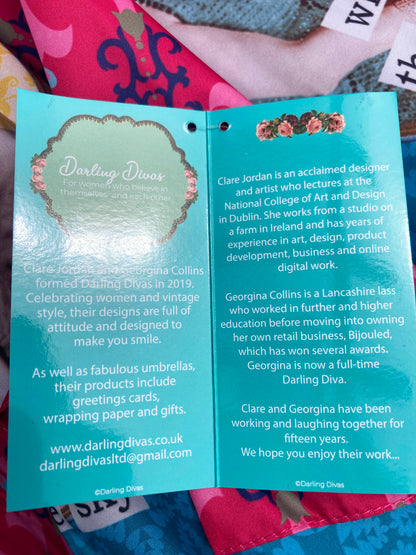 wh
th
Darling Divas
For women who believe in
themselves and each other
Clare Jordan and Georgina Collins
formed Darling Divas in 2019.
Celebrating women and vintage
style, their designs are full of
attitude and designed to
make you smile.
As well as fabulous umbrellas,
their products include
greetings cards,
wrapping paper and gifts.
www.darlingdivas.co.uk
darlingdivasltd@gmail.com
©Darling Divas
Clare Jordan is an acclaimed designer
and artist who lectures at the
National College of Art and Design
in Dublin. She works from a studio on
a farm in Ireland and has years of
experience in art, design, product
development, business and online
digital work.
Georgina Collins is a Lancashire lass
who worked in further and higher
education before moving into owning
her own retail business, Bijouled,
which has won several awards.
Georgina is now a full-time
Darling Diva.
Clare and Georgina have been
working and laughing together for
fifteen years.
We hope you enjoy their work...
©Darling Divas